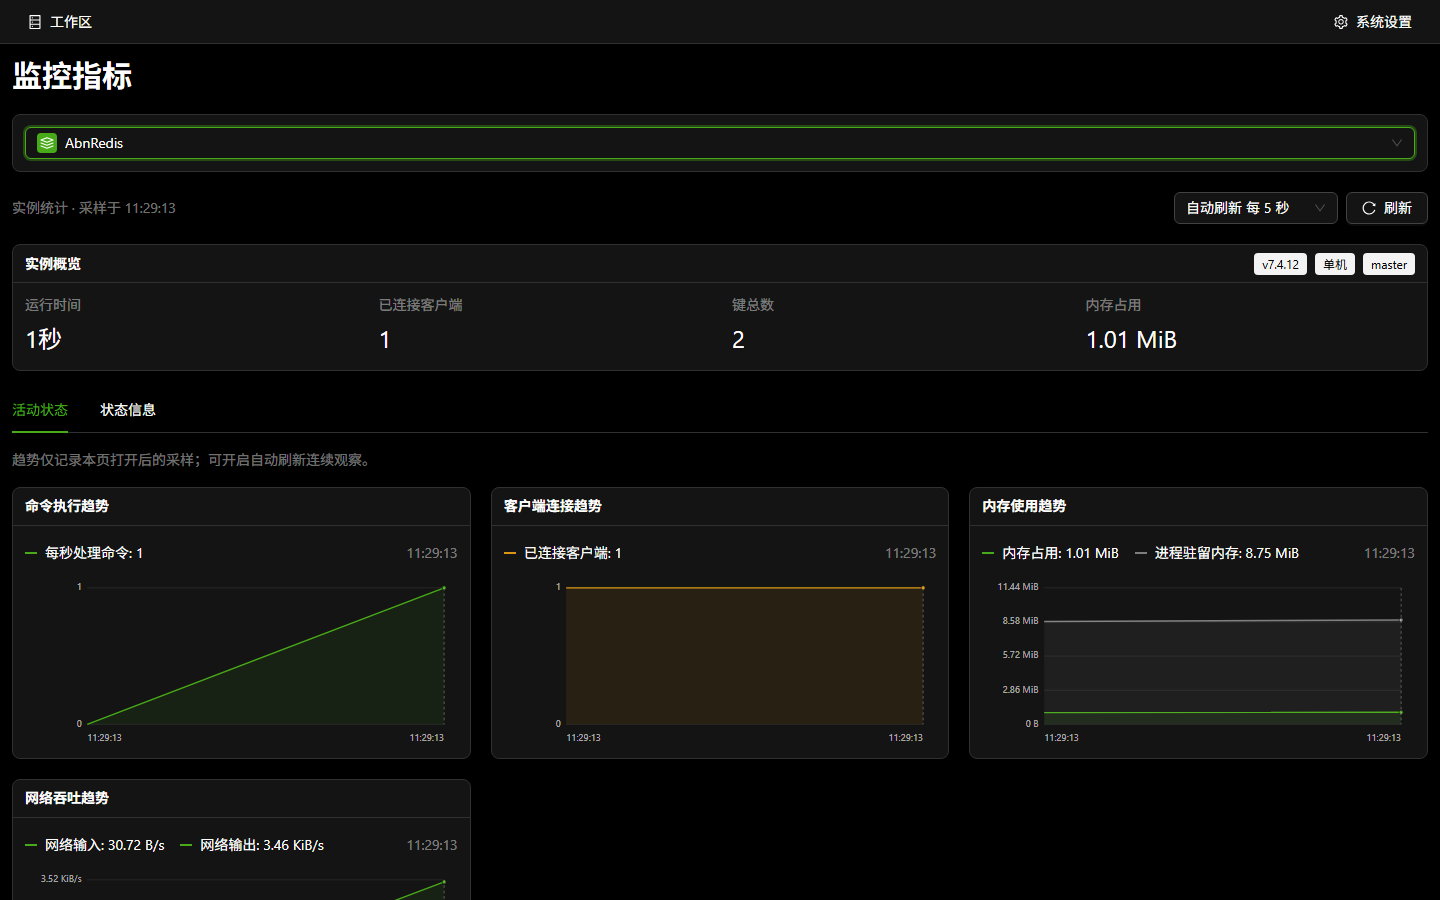 工作区
系统设置
监控指标
AbnRedis
实例统计 · 采样于 11:29:13
自动刷新 每 5 秒
刷新
实例概览
v7.4.12
单机
master
运行时间
已连接客户端
键总数
内存占用
1秒
1
2
1.01 MiB
活动状态
状态信息
趋势仅记录本页打开后的采样；可开启自动刷新连续观察。
命令执行趋势
每秒处理命令: 1
11:29:13
1
0
11:29:13
11:29:13
客户端连接趋势
已连接客户端: 1
11:29:13
1
0
11:29:13
11:29:13
内存使用趋势
内存占用: 1.01 MiB
进程驻留内存: 8.75 MiB
11:29:13
11.44 MiB
8.58 MiB
5.72 MiB
2.86 MiB
0 B
11:29:13
11:29:13
网络吞吐趋势
网络输入: 30.72 B/s
网络输出: 3.46 KiB/s
11:29:13
3.52 KiB/s